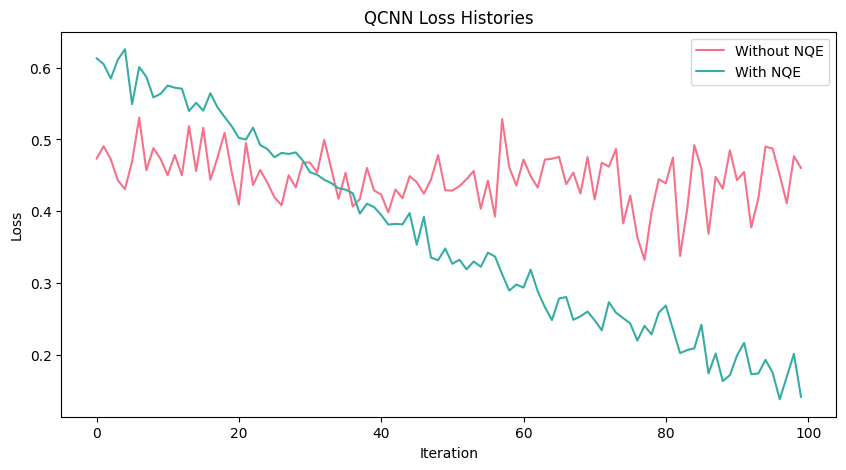 QCNN Loss Histories
Without NQE
With NQE
Loss
0.6
0.5
0.4
0.3
0.2
0 20 40 60 80 100
Iteration